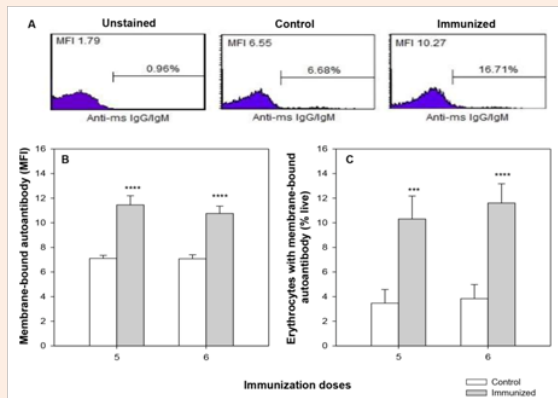 A
Unstained
Control
Immunized
MFI 1.79
0.96%
Anti-ms IgG/IgM
MFI 6.55
6.68%
Anti-ms IgG/IgM
MFI 10.27
16.71%
Anti-ms IgG/IgM
B
Membrane-bound autoantibody (MFI)
16
14
12
10
8
6
4
2
0
****
****
5
6
C
Erythrocytes with membrane-bound
autoantibody (% live)
16
14
12
10
8
6
4
2
0
***
****
5
6
Immunization doses
Control
Immunized